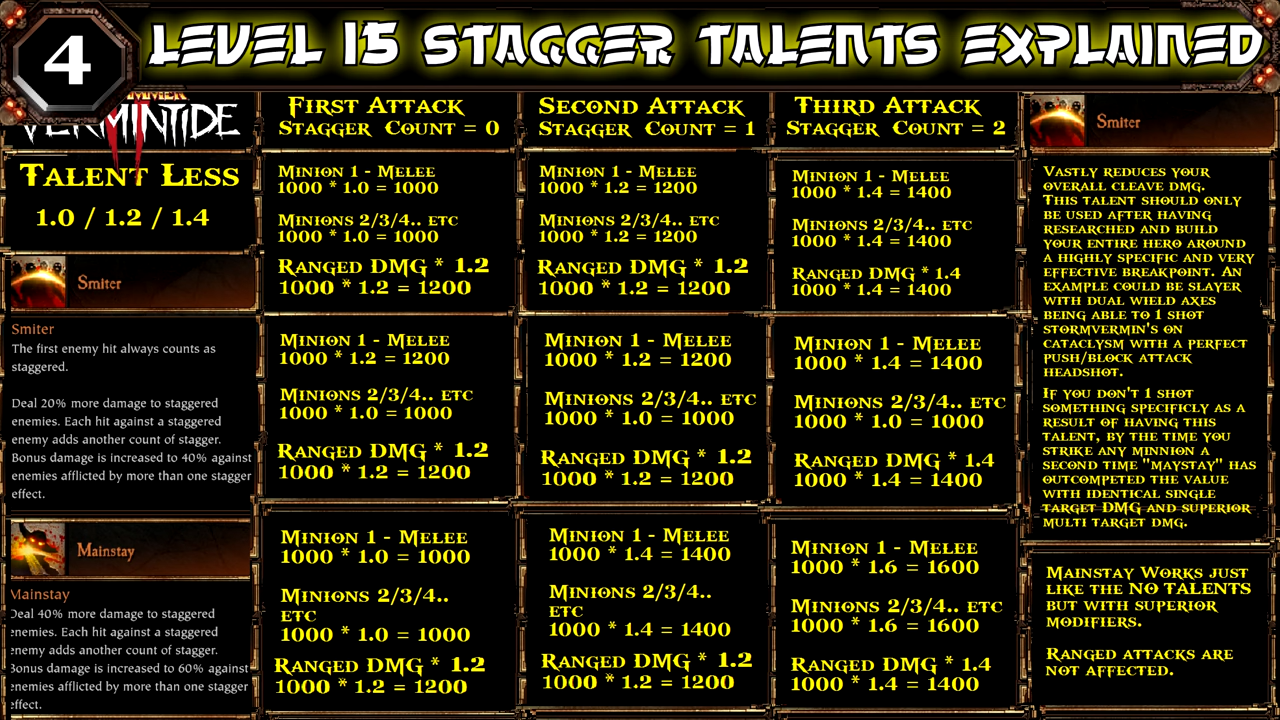 4
LEVEL 15 STAGGER TALENTS EXPLAINED
VERMINTIDE
TALENT LESS
1.0 / 1.2 / 1.4
FIRST ATTACK
STAGGER COUNT = 0
SECOND ATTACK
STAGGER COUNT = 1
THIRD ATTACK
STAGGER COUNT = 2
MINION 1 - MELEE
1000 * 1.0 = 1000
MINIONS 2/3/4.. ETC
1000 * 1.0 = 1000
RANGED DMG * 1.2
1000 * 1.2 = 1200
MINION 1 - MELEE
1000 * 1.2 = 1200
MINIONS 2/3/4.. ETC
1000 * 1.2 = 1200
RANGED DMG * 1.2
1000 * 1.2 = 1200
MINION 1 - MELEE
1000 * 1.4 = 1400
MINIONS 2/3/4.. ETC
1000 * 1.4 = 1400
RANGED DMG * 1.4
1000 * 1.4 = 1400
Smiter
Smiter
The first enemy hit always counts as
staggered.
Deal 20% more damage to staggered
enemies. Each hit against a staggered
enemy adds another count of stagger.
Bonus damage is increased to 40% against
enemies afflicted by more than one stagger
effect.
MINION 1 - MELEE
1000 * 1.2 = 1200
MINIONS 2/3/4.. ETC
1000 * 1.0 = 1000
RANGED DMG * 1.2
1000 * 1.2 = 1200
MINION 1 - MELEE
1000 * 1.2 = 1200
MINIONS 2/3/4.. ETC
1000 * 1.0 = 1000
RANGED DMG * 1.2
1000 * 1.2 = 1200
MINION 1 - MELEE
1000 * 1.4 = 1400
MINIONS 2/3/4.. ETC
1000 * 1.0 = 1000
RANGED DMG * 1.4
1000 * 1.4 = 1400
Mainstay
Mainstay
Deal 40% more damage to staggered
enemies. Each hit against a staggered
enemy adds another count of stagger.
Bonus damage is increased to 60% against
enemies afflicted by more than one stagger
effect.
MINION 1 - MELEE
1000 * 1.0 = 1000
MINIONS 2/3/4..
ETC
1000 * 1.0 = 1000
RANGED DMG * 1.2
1000 * 1.2 = 1200
MINION 1 - MELEE
1000 * 1.4 = 1400
MINIONS 2/3/4..
ETC
1000 * 1.4 = 1400
RANGED DMG * 1.2
1000 * 1.2 = 1200
MINION 1 - MELEE
1000 * 1.6 = 1600
MINIONS 2/3/4.. ETC
1000 * 1.6 = 1600
RANGED DMG * 1.4
1000 * 1.4 = 1400
Smiter
VASTLY REDUCES YOUR
OVERALL CLEAVE DMG.
THIS TALENT SHOULD ONLY
BE USED AFTER HAVING
RESEARCHED AND BUILD
YOUR ENTIRE HERO AROUND
A HIGHLY SPECIFIC AND VERY
EFFECTIVE BREAKPOINT. AN
EXAMPLE COULD BE SLAYER
WITH DUAL WIELD AXES
BEING ABLE TO 1 SHOT
STORMVERMIN'S ON
CATACLYSM WITH A PERFECT
PUSH/BLOCK ATTACK
HEADSHOT.
IF YOU DON'T 1 SHOT
SOMETHING SPECIFICLY AS A
RESULT OF HAVING THIS
TALENT, BY THE TIME YOU
STRIKE ANY MINNION A
SECOND TIME "MAYSTAY" HAS
OUTCOMPETED THE VALUE
WITH IDENTICAL SINGLE
TARGET DMG AND SUPERIOR
MULTI TARGET DMG.
MAINSTAY WORKS JUST
LIKE THE NO TALENTS
BUT WITH SUPERIOR
MODIFIERS.
RANGED ATTACKS ARE
NOT AFFECTED.